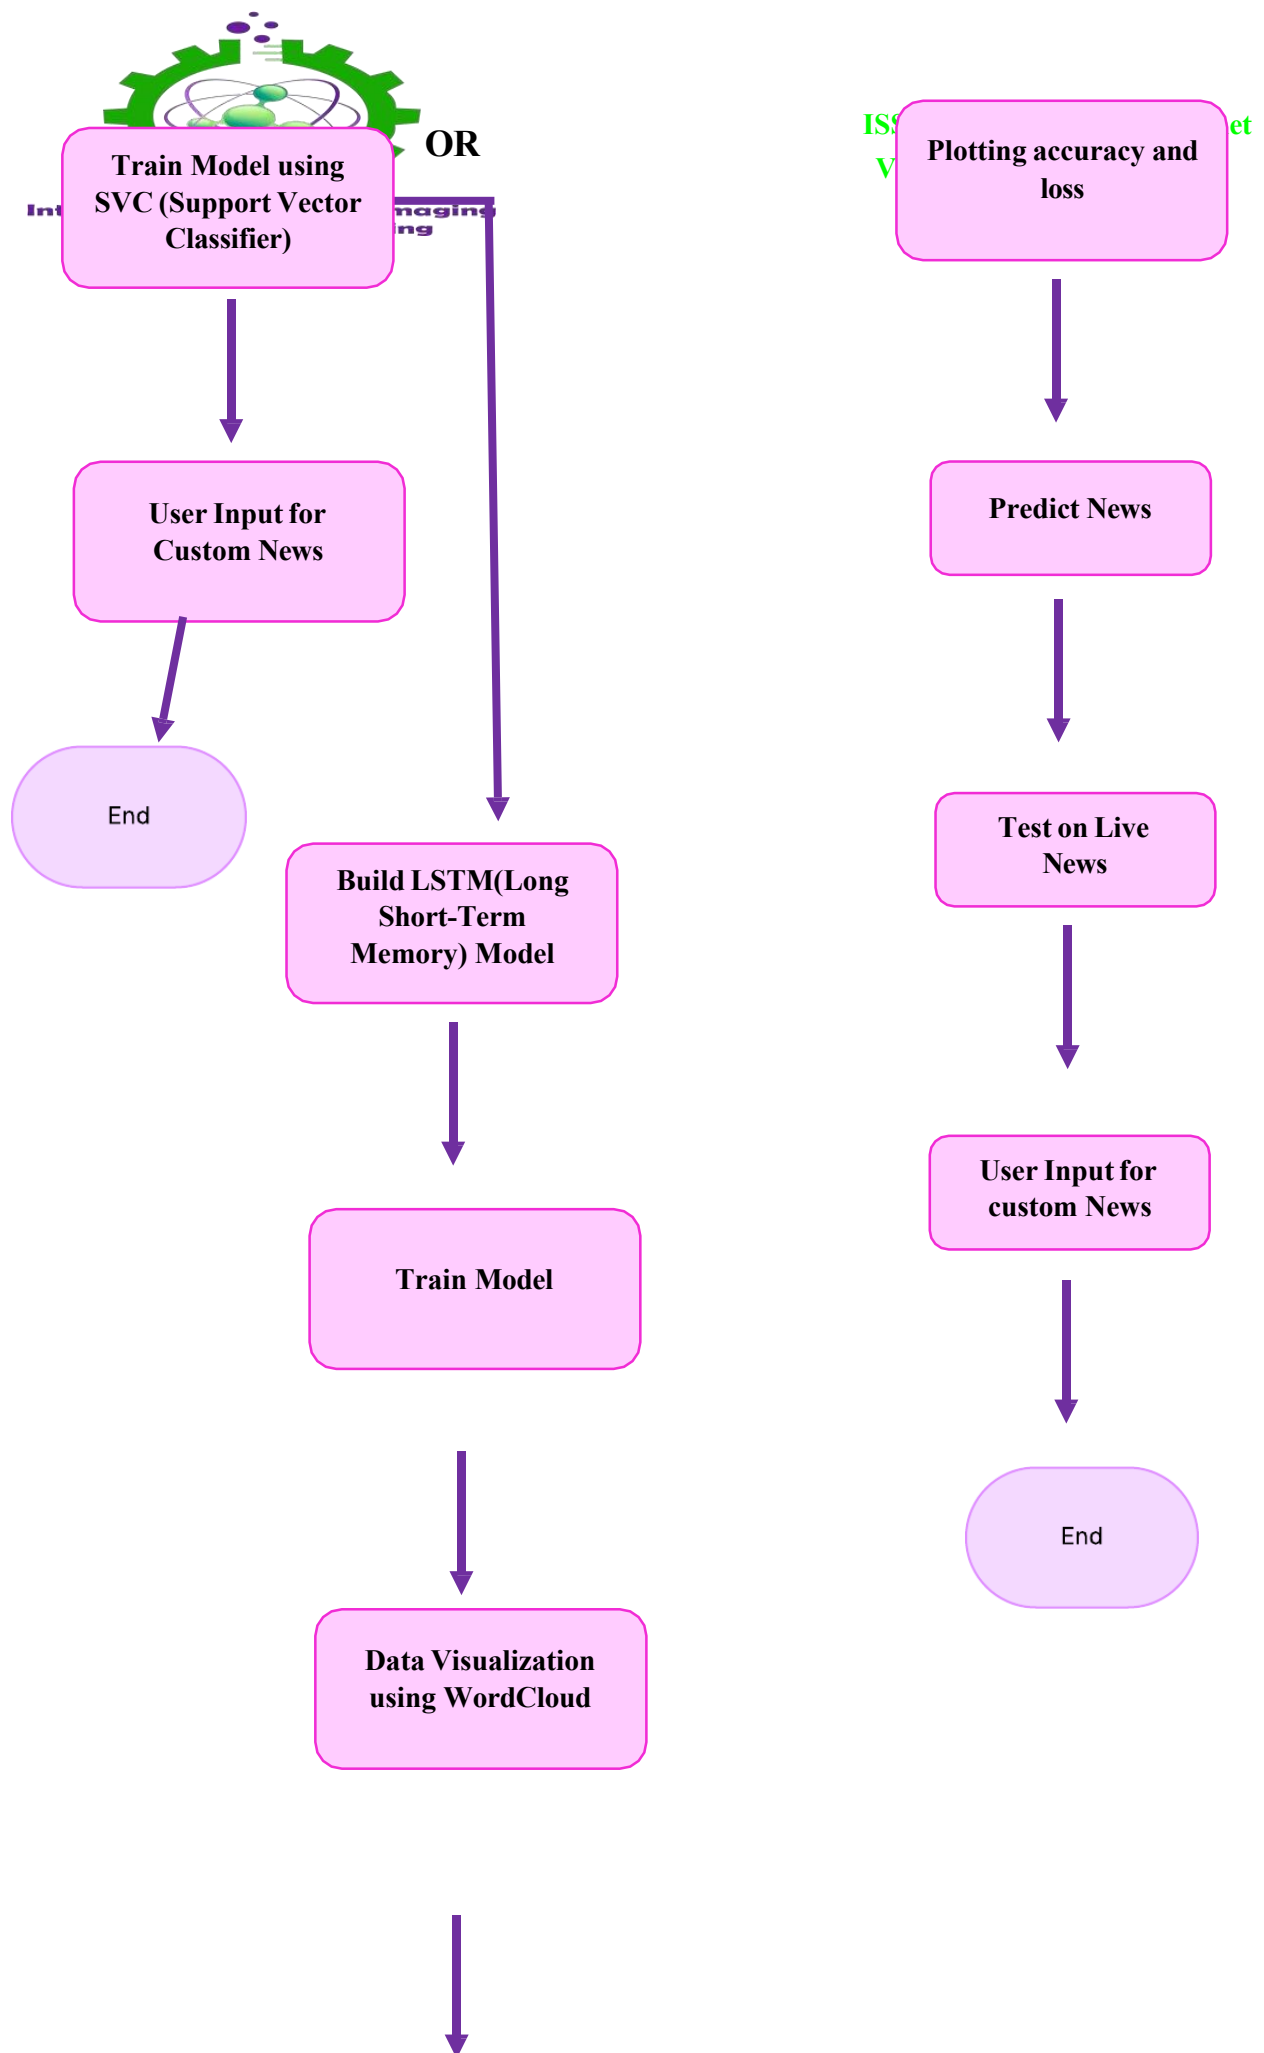 OR
Train Model using
SVC (Support Vector
Classifier)
User Input for
Custom News
End
Build LSTM(Long
Short-Term
Memory) Model
Train Model
Data Visualization
using WordCloud
Plotting accuracy and
loss
Predict News
Test on Live
News
User Input for
custom News
End